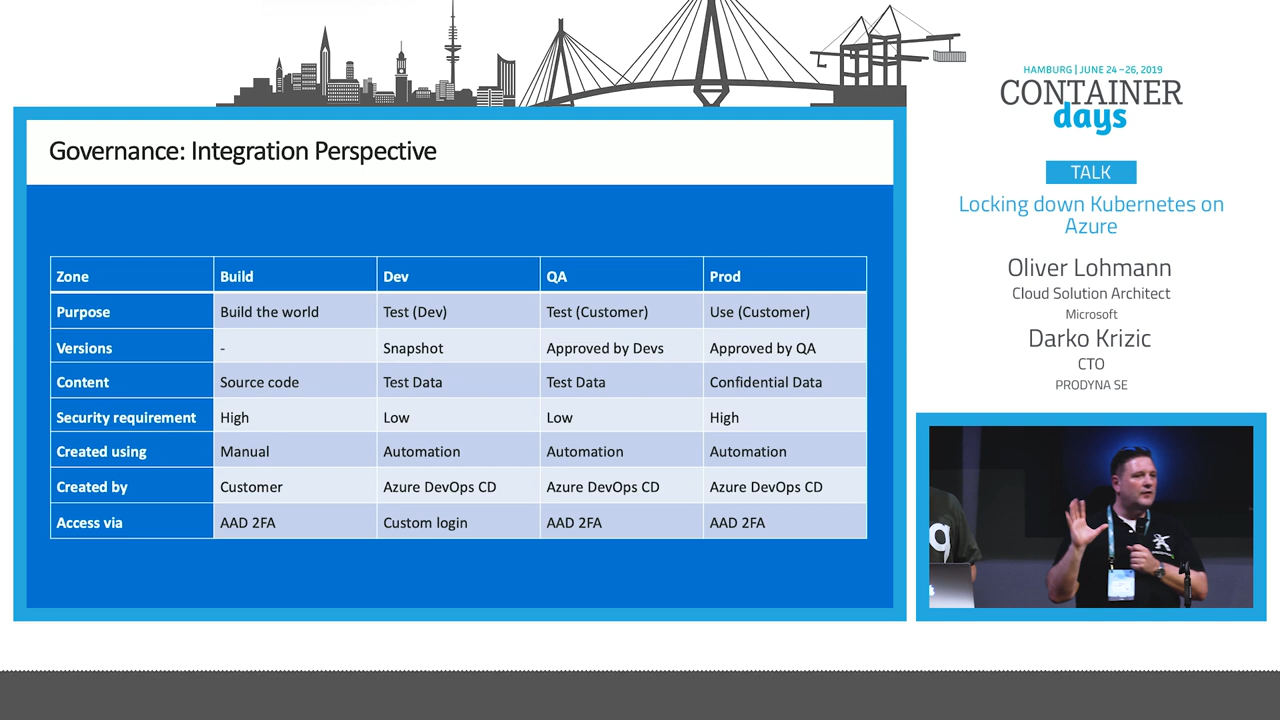 HAMBURG | JUNE 24–26, 2019
CONTAINER
days
TALK
Locking down Kubernetes on
Azure
Oliver Lohmann
Cloud Solution Architect
Microsoft
Darko Krizic
CTO
PRODYNA SE
Governance: Integration Perspective
Zone Build Dev QA Prod
Purpose Build the world Test (Dev) Test (Customer) Use (Customer)
Versions - Snapshot Approved by Devs Approved by QA
Content Source code Test Data Test Data Confidential Data
Security requirement High Low Low High
Created using Manual Automation Automation Automation
Created by Customer Azure DevOps CD Azure DevOps CD Azure DevOps CD
Access via AAD 2FA Custom login AAD 2FA AAD 2FA